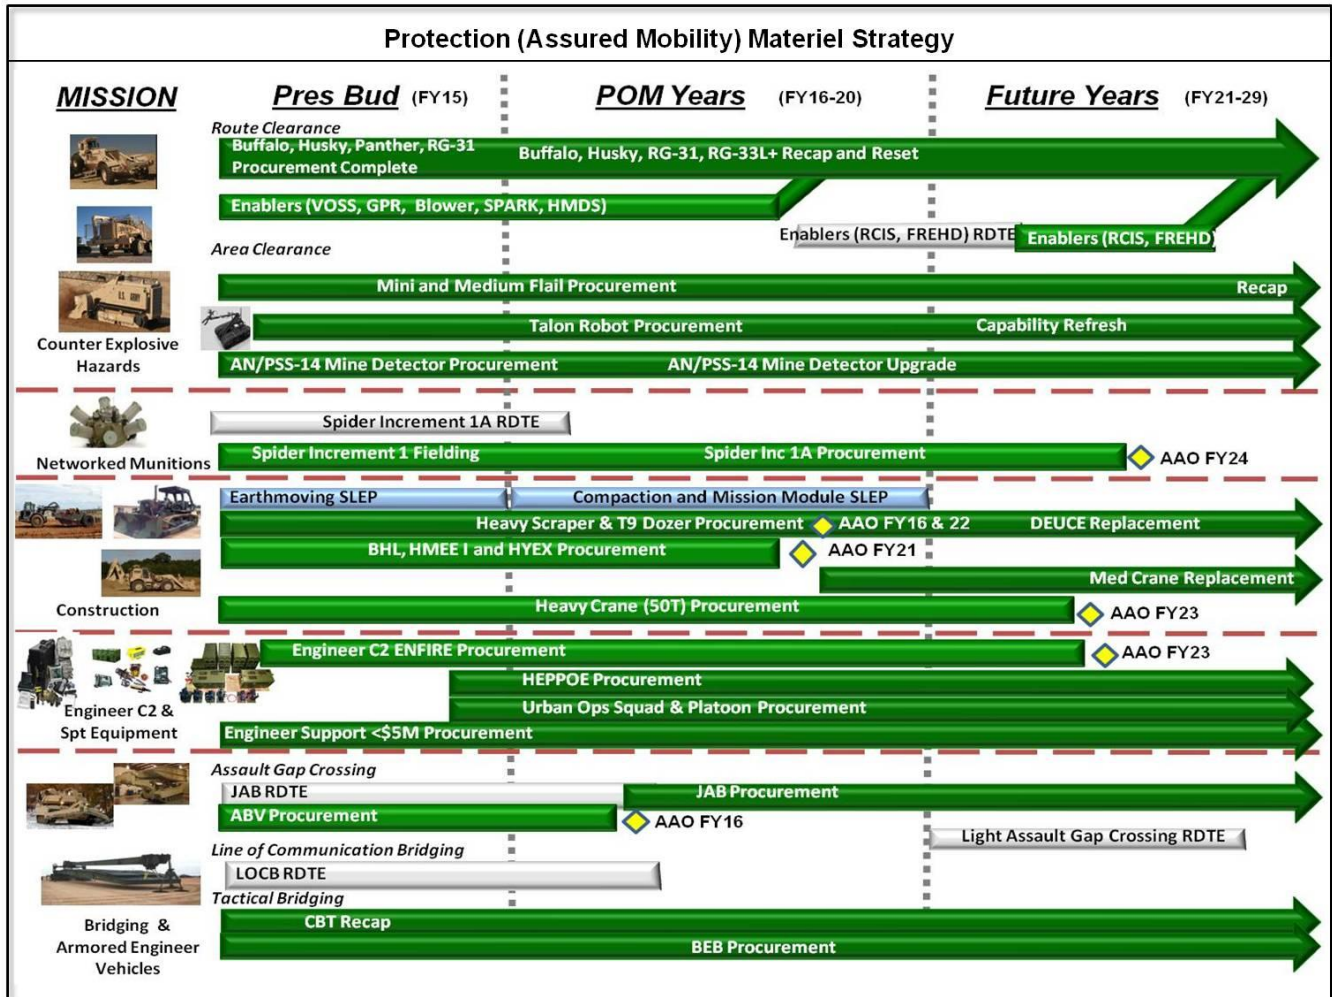 Protection (Assured Mobility) Materiel Strategy
MISSION
Pres Bud (FY15)
POM Years (FY16-20)
Future Years (FY21-29)
Route Clearance
Buffalo, Husky, Panther, RG-31
Procurement Complete
Buffalo, Husky, RG-31, RG-33L+ Recap and Reset
Enablers (VOSS, GPR, Blower, SPARK, HMDS)
Enablers (RCIS, FREHD) RDTE
Enablers (RCIS, FREHD)
Area Clearance
Mini and Medium Flail Procurement
Recap
U.S. ARMY
Talon Robot Procurement
Capability Refresh
Counter Explosive
Hazards
AN/PSS-14 Mine Detector Procurement
AN/PSS-14 Mine Detector Upgrade
Spider Increment 1A RDTE
Spider Increment 1 Fielding
Spider Inc 1A Procurement
AAO FY24
Networked Munitions
Earthmoving SLEP
Compaction and Mission Module SLEP
Heavy Scraper & T9 Dozer Procurement
AAO FY16 & 22
DEUCE Replacement
BHL, HMEE I and HYEX Procurement
AAO FY21
Med Crane Replacement
Construction
Heavy Crane (50T) Procurement
AAO FY23
Engineer C2 ENFIRE Procurement
AAO FY23
HEPPOE Procurement
Urban Ops Squad & Platoon Procurement
Engineer C2 &
Spt Equipment
Engineer Support <$5M Procurement
Assault Gap Crossing
JAB RDTE
JAB Procurement
ABV Procurement
AAO FY16
Light Assault Gap Crossing RDTE
Line of Communication Bridging
LOCB RDTE
Tactical Bridging
CBT Recap
BEB Procurement
Bridging &
Armored Engineer
Vehicles